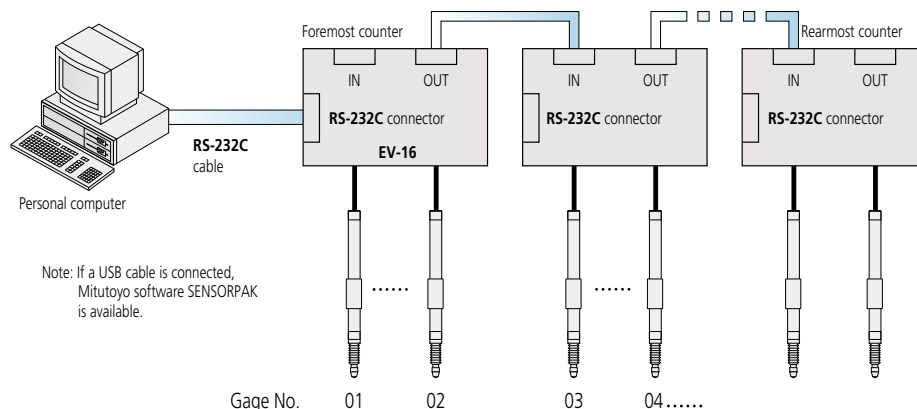 Foremost counter
Rearmost counter
IN OUT
IN OUT
IN OUT
RS-232C connector
RS-232C connector
RS-232C connector
EV-16
RS-232C
cable
Personal computer
Note: If a USB cable is connected,
Mitutoyo software SENSORPAK
is available.
Gage No. 01 02 03 04......